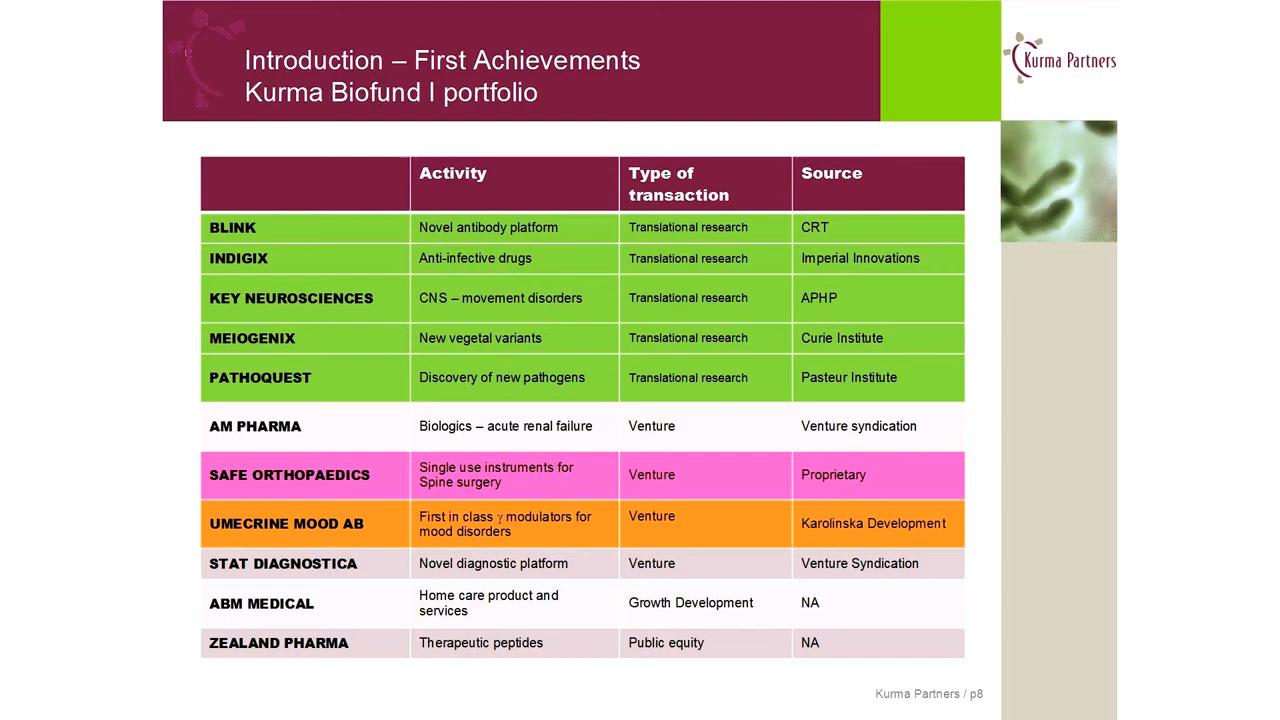 Introduction – First Achievements
Kurma Biofund I portfolio
Kurma Partners
Activity
Type of
transaction
Source
BLINK
Novel antibody platform
Translational research
CRT
INDIGIX
Anti-infective drugs
Translational research
Imperial Innovations
KEY NEUROSCIENCES
CNS – movement disorders
Translational research
APHP
MEIOGENIX
New vegetal variants
Translational research
Curie Institute
PATHOQUEST
Discovery of new pathogens
Translational research
Pasteur Institute
AM PHARMA
Biologics – acute renal failure
Venture
Venture syndication
SAFE ORTHOPAEDICS
Single use instruments for
Spine surgery
Venture
Proprietary
UMECRINE MOOD AB
First in class γ modulators for
mood disorders
Venture
Karolinska Development
STAT DIAGNOSTICA
Novel diagnostic platform
Venture
Venture Syndication
ABM MEDICAL
Home care product and
services
Growth Development
NA
ZEALAND PHARMA
Therapeutic peptides
Public equity
NA
Kurma Partners / p8